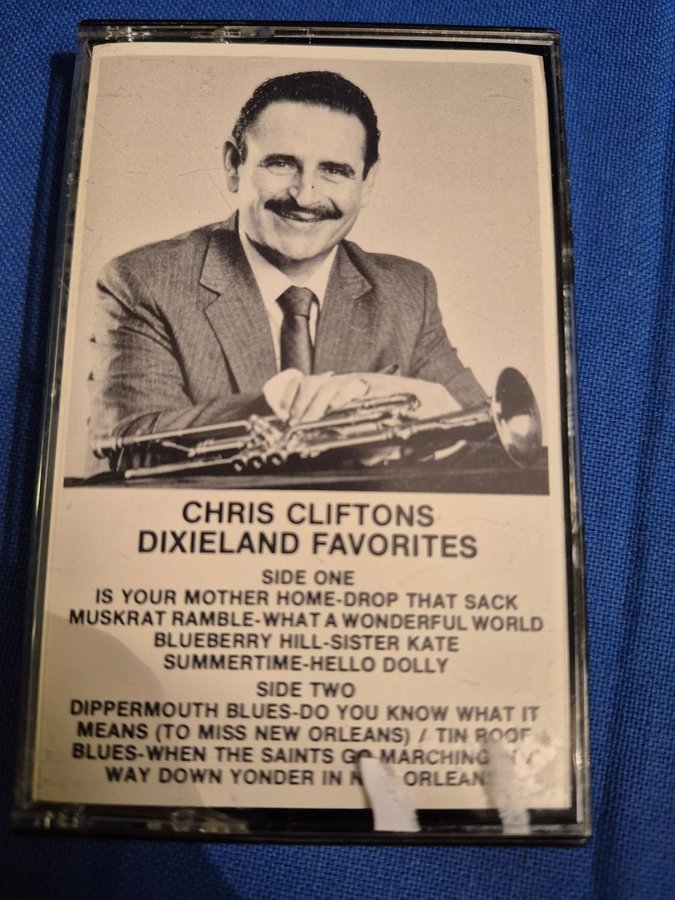 CHRIS CLIFTONS
DIXIELAND FAVORITES
SIDE ONE
IS YOUR MOTHER HOME-DROP THAT SACK
MUSKRAT RAMBLE-WHAT A WONDERFUL WORLD
BLUEBERRY HILL-SISTER KATE
SUMMERTIME-HELLO DOLLY
SIDE TWO
DIPPERMOUTH BLUES-DO YOU KNOW WHAT IT
MEANS (TO MISS NEW ORLEANS) / TIN ROOF
BLUES-WHEN THE SAINTS GO MARCHING
WAY DOWN YONDER IN ORLEANS